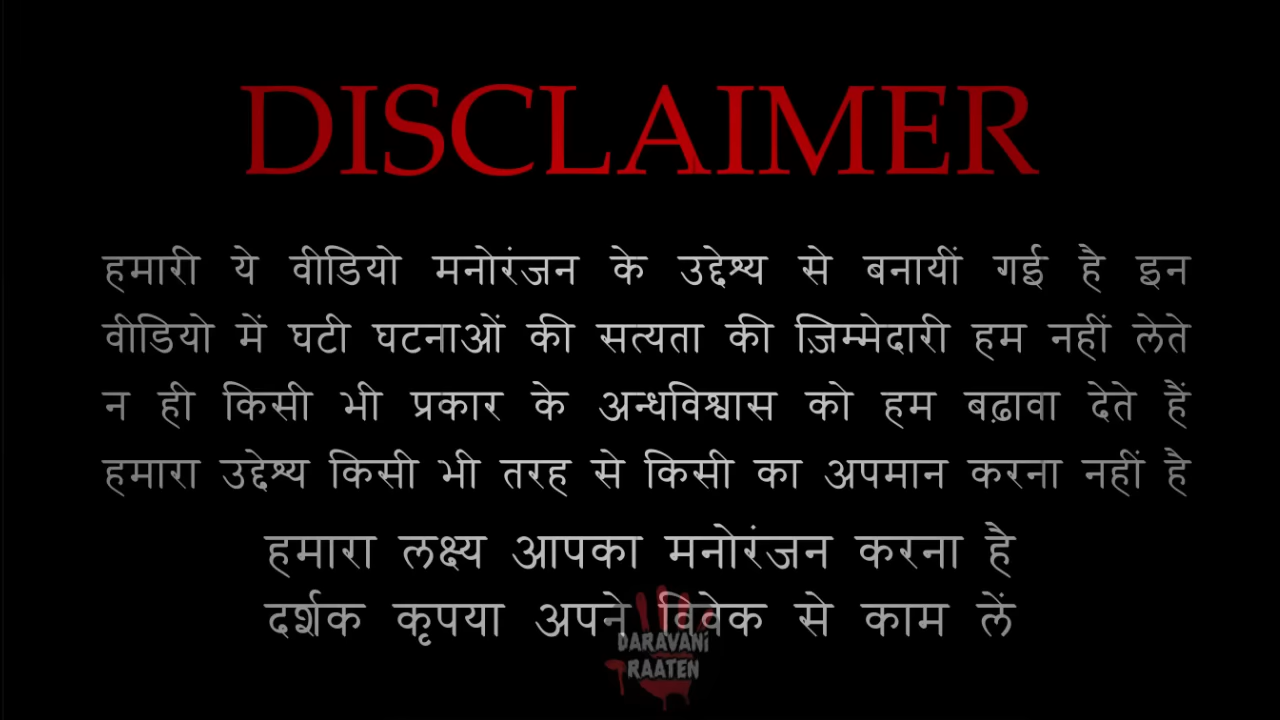 DISCLAIMER
हमारी ये वीडियो मनोरंजन के उद्देश्य से बनायीं गई है इन
वीडियो में घटी घटनाओं की सत्यता की ज़िम्मेदारी हम नहीं लेते
न ही किसी भी प्रकार के अन्धविश्वास को हम बढ़ावा देते हैं
हमारा उद्देश्य किसी भी तरह से किसी का अपमान करना नहीं है
हमारा लक्ष्य आपका मनोरंजन करना है
दर्शक कृपया अपने विवेक से काम लें
DARAVANi
RAATEN